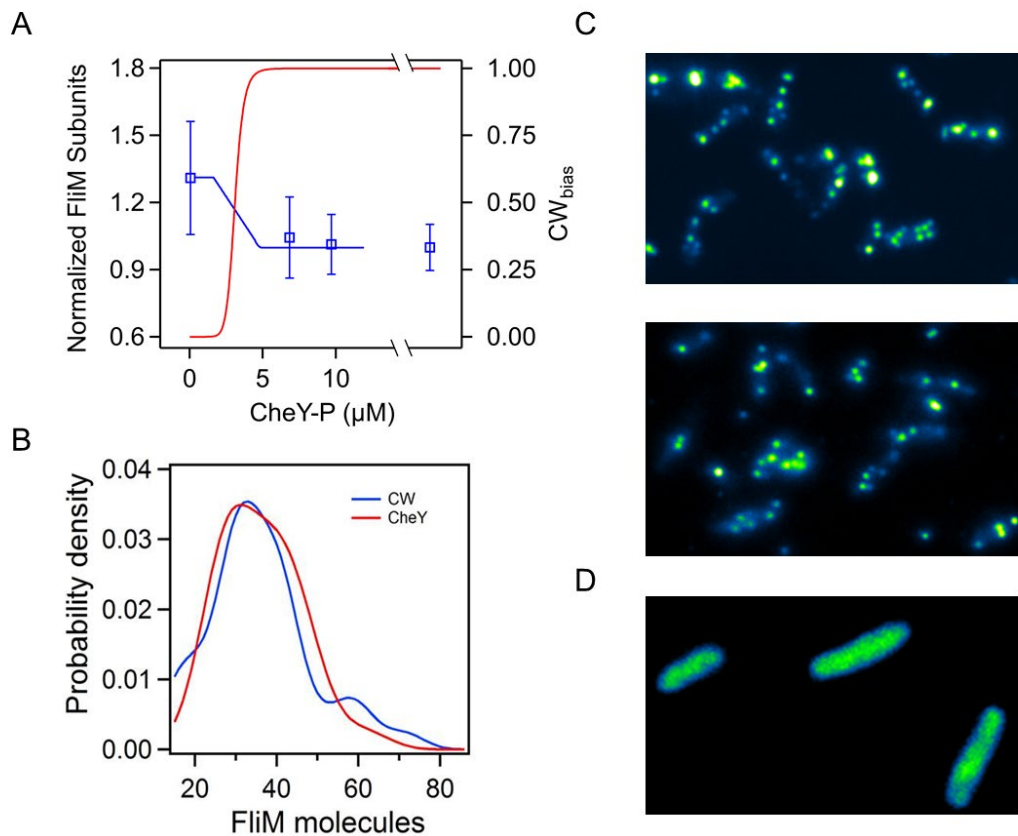 A
1.8
1.5
1.2
0.9
0.6
Normalized FliM Subunits
1.00
0.75
0.50
0.25
0.00
CW_bias
0
5
10
CheY-P (µM)
B
0.04
0.03
0.02
0.01
0.00
Probability density
CW
CheY
20
40
60
80
FliM molecules
C
D